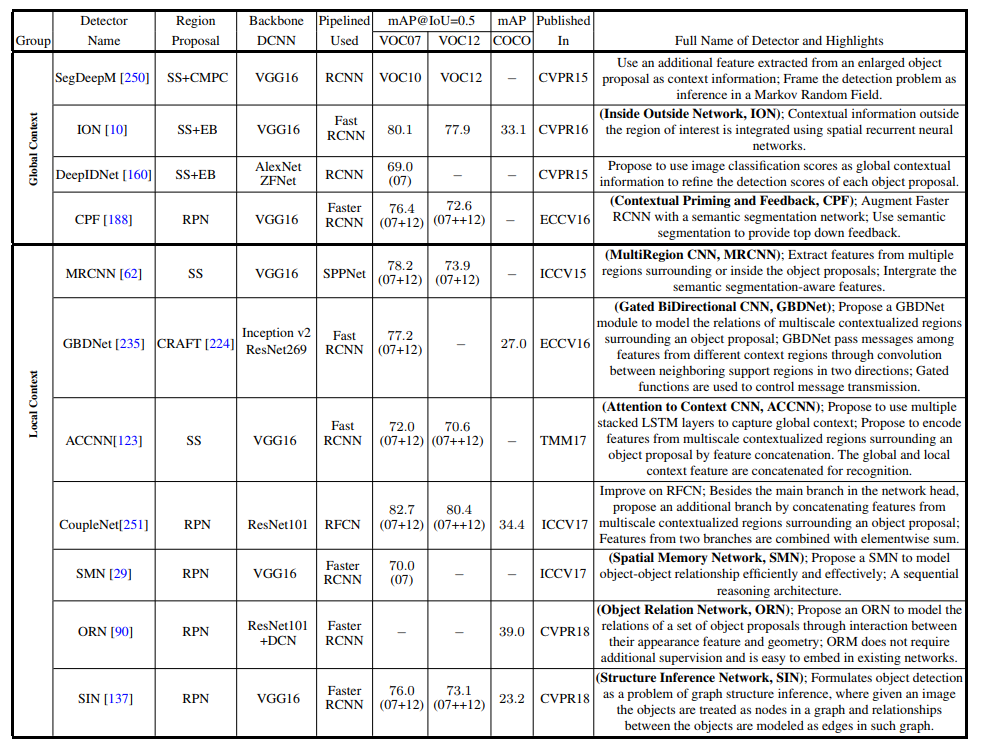 Detector Region Backbone Pipelined mAP@IoU=0.5 mAP Published
Group Name Proposal DCNN Used VOC07 VOC12 COCO In Full Name of Detector and Highlights
Global Context
SegDeepM [250] SS+CMPC VGG16 RCNN VOC10 VOC12 − CVPR15
Use an additional feature extracted from an enlarged object
proposal as context information; Frame the detection problem as
inference in a Markov Random Field.
ION [10] SS+EB VGG16 Fast
RCNN
80.1 77.9 33.1 CVPR16
(Inside Outside Network, ION); Contextual information outside
the region of interest is integrated using spatial recurrent neural
networks.
DeepIDNet [160] SS+EB AlexNet
ZFNet
RCNN 69.0
(07)
− − CVPR15
Propose to use image classification scores as global contextual
information to refine the detection scores of each object proposal.
CPF [188] RPN VGG16 Faster
RCNN
76.4
(07+12)
72.6
(07++12)
− ECCV16
(Contextual Priming and Feedback, CPF); Augment Faster
RCNN with a semantic segmentation network; Use semantic
segmentation to provide top down feedback.
Local Context
MRCNN [62] SS VGG16 SPPNet 78.2
(07+12)
73.9
(07+12)
− ICCV15
(MultiRegion CNN, MRCNN); Extract features from multiple
regions surrounding or inside the object proposals; Intergrate the
semantic segmentation-aware features.
GBDNet [235] CRAFT [224] Inception v2
ResNet269
Fast
RCNN
77.2
(07+12)
− 27.0 ECCV16
(Gated BiDirectional CNN, GBDNet); Propose a GBDNet
module to model the relations of multiscale contextualized regions
surrounding an object proposal; GBDNet pass messages among
features from different context regions through convolution
between neighboring support regions in two directions; Gated
functions are used to control message transmission.
ACCNN[123] SS VGG16 Fast
RCNN
72.0
(07+12)
70.6
(07++12)
− TMM17
(Attention to Context CNN, ACCNN); Propose to use multiple
stacked LSTM layers to capture global context; Propose to encode
features from multiscale contextualized regions surrounding an
object proposal by feature concatenation. The global and local
context feature are concatenated for recognition.
CoupleNet[251] RPN ResNet101 RFCN 82.7
(07+12)
80.4
(07++12)
34.4 ICCV17
Improve on RFCN; Besides the main branch in the network head,
propose an additional branch by concatenating features from
multiscale contextualized regions surrounding an object proposal;
Features from two branches are combined with elementwise sum.
SMN [29] RPN VGG16 Faster
RCNN
70.0
(07)
− − ICCV17
(Spatial Memory Network, SMN); Propose a SMN to model
object-object relationship efficiently and effectively; A sequential
reasoning architecture.
ORN [90] RPN ResNet101
+DCN
Faster
RCNN
− − 39.0 CVPR18
(Object Relation Network, ORN); Propose an ORN to model the
relations of a set of object proposals through interaction between
their appearance feature and geometry; ORM does not require
additional supervision and is easy to embed in existing networks.
SIN [137] RPN VGG16 Faster
RCNN
76.0
(07+12)
73.1
(07++12)
23.2 CVPR18
(Structure Inference Network, SIN); Formulates object detection
as a problem of graph structure inference, where given an image
the objects are treated as nodes in a graph and relationships
between the objects are modeled as edges in such graph.